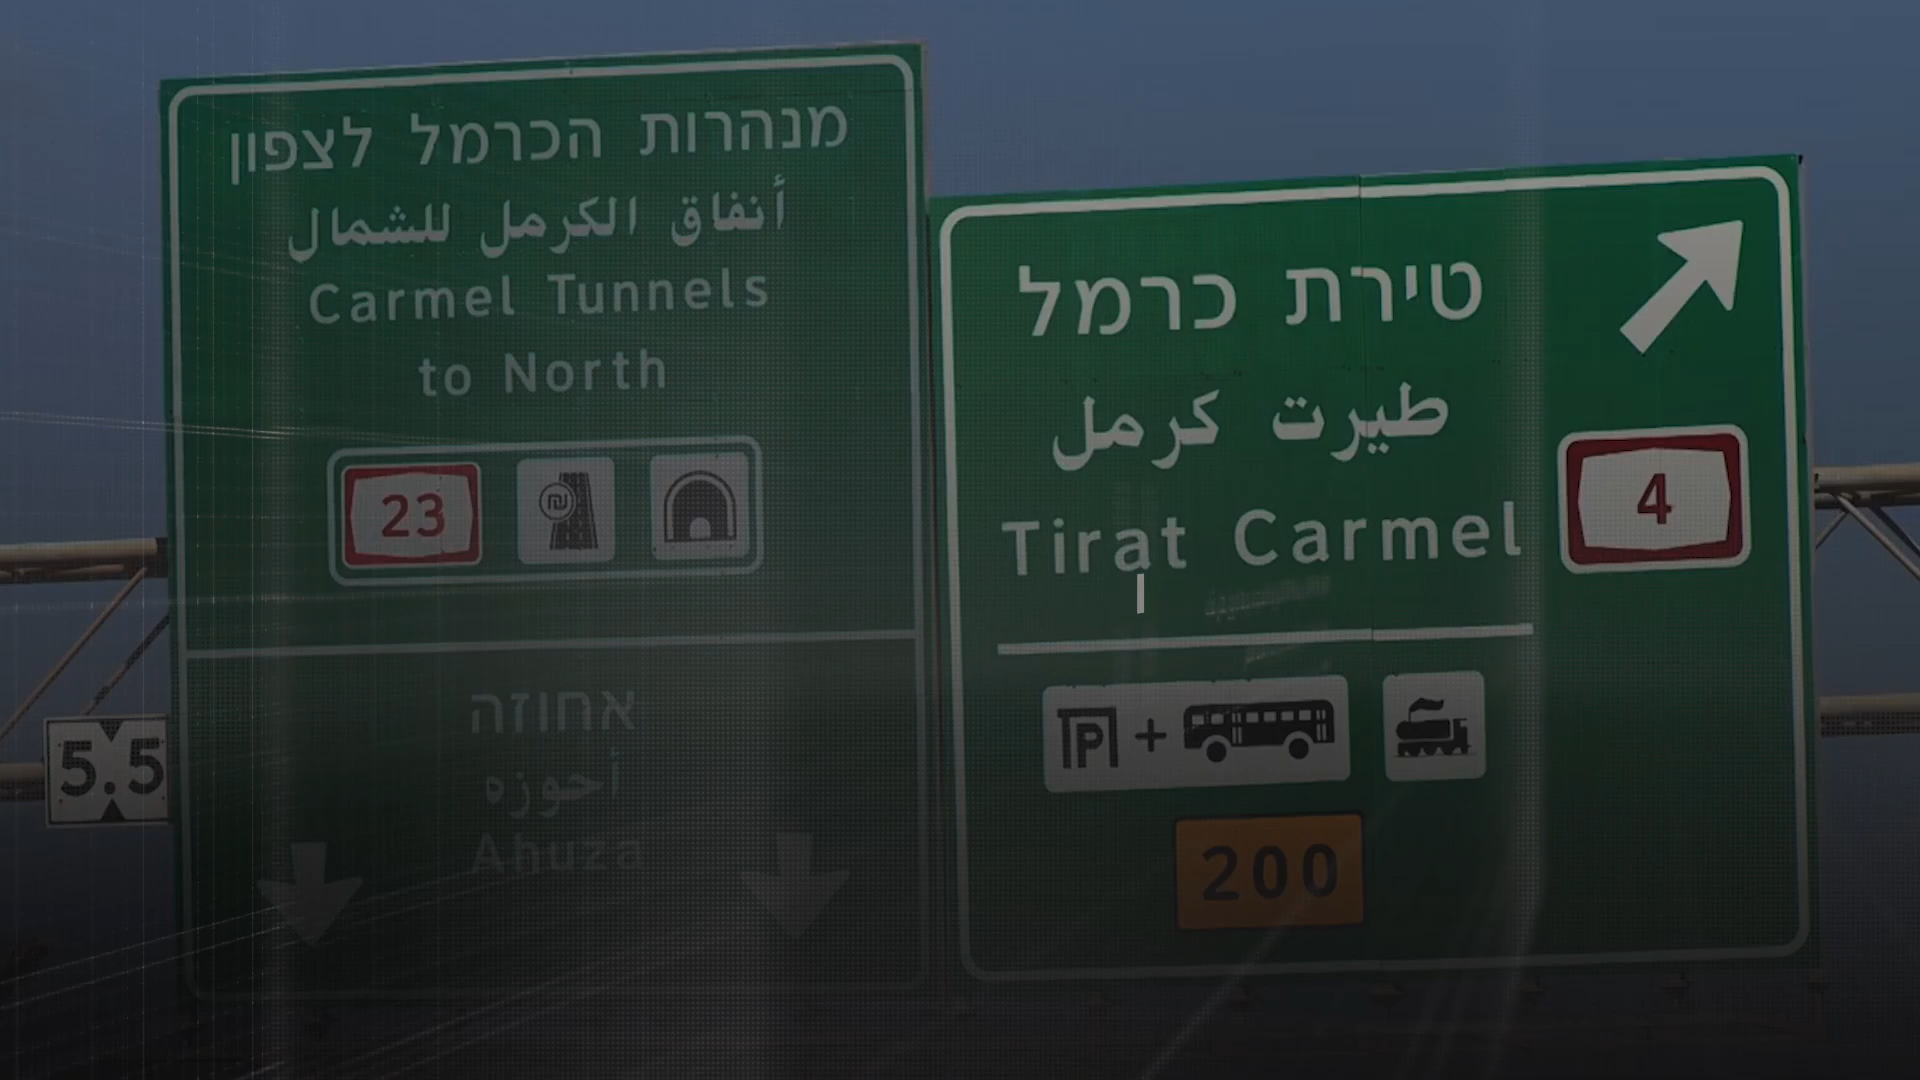 מנהרות הכרמל לצפון
أنفاق الكرمل للشمال
Carmel Tunnels
to North
23
₪
אחוזה
أحوزه
Ahuza
5.5
טירת כרמל
طيرت كرمل
Tirat Carmel
4
P +
200